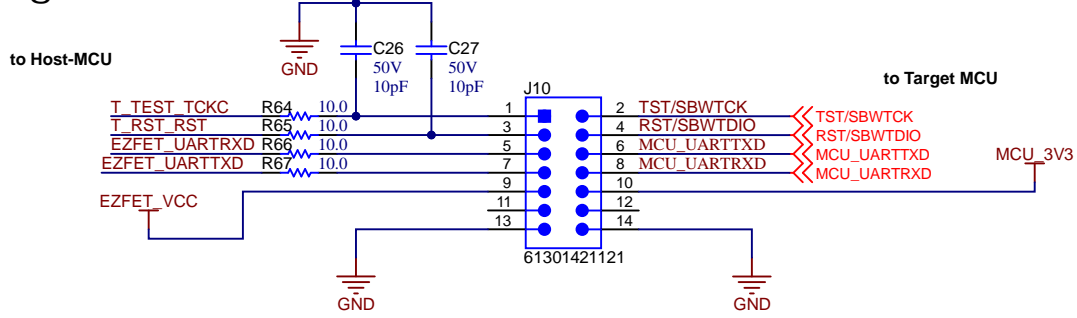 to Host-MCU
GND
C26
50V
10pF
C27
50V
10pF
to Target MCU
J10
T_TEST_TCKC R64 10.0 1 2 TST/SBWTCK TST/SBWTCK
T_RST_RST R65 10.0 3 4 RST/SBWTDIO RST/SBWTDIO
EZFET_UARTRXD R66 10.0 5 6 MCU_UARTTXD MCU_UARTTXD
EZFET_UARTTXD R67 10.0 7 8 MCU_UARTRXD MCU_UARTRXD
MCU_3V3
9 10
EZFET_VCC
11 12
13 14
61301421121
GND
GND